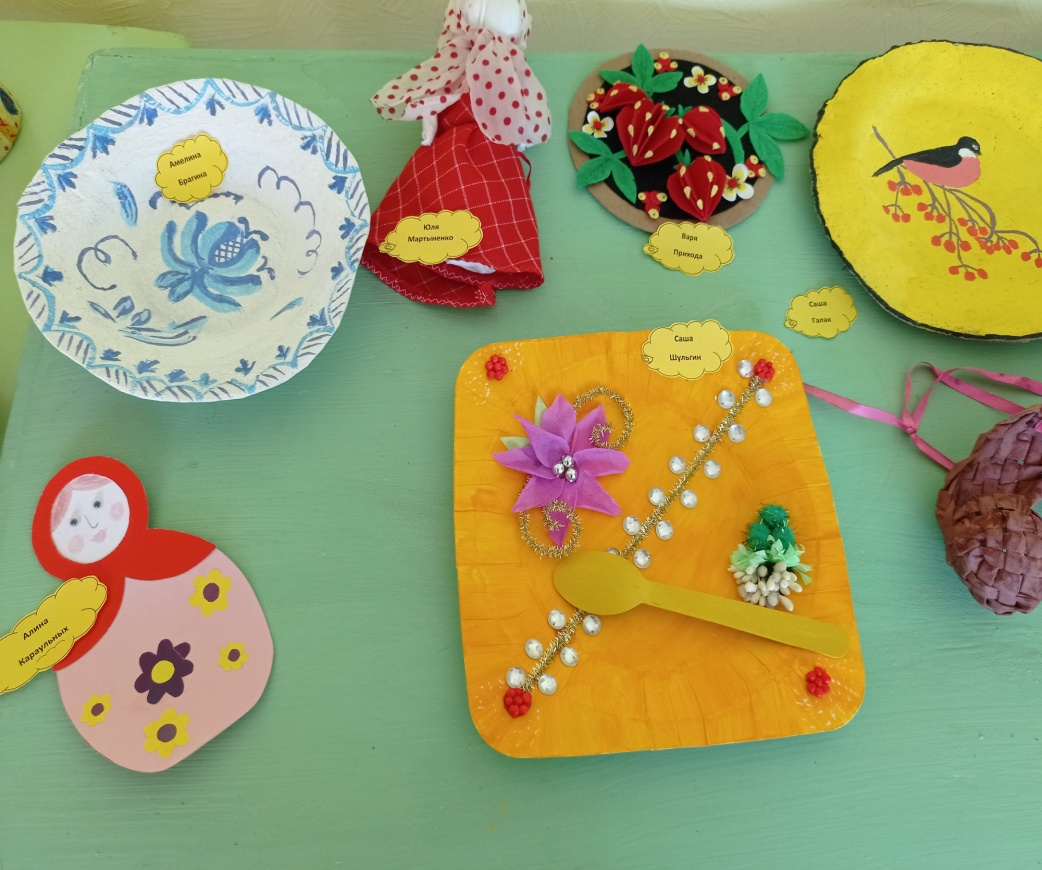 Амелина
Брагина
Юля
Мартыненко
Варя
Прихода
Саша
Галак
Саша
Шульгин
Алина
Караульных